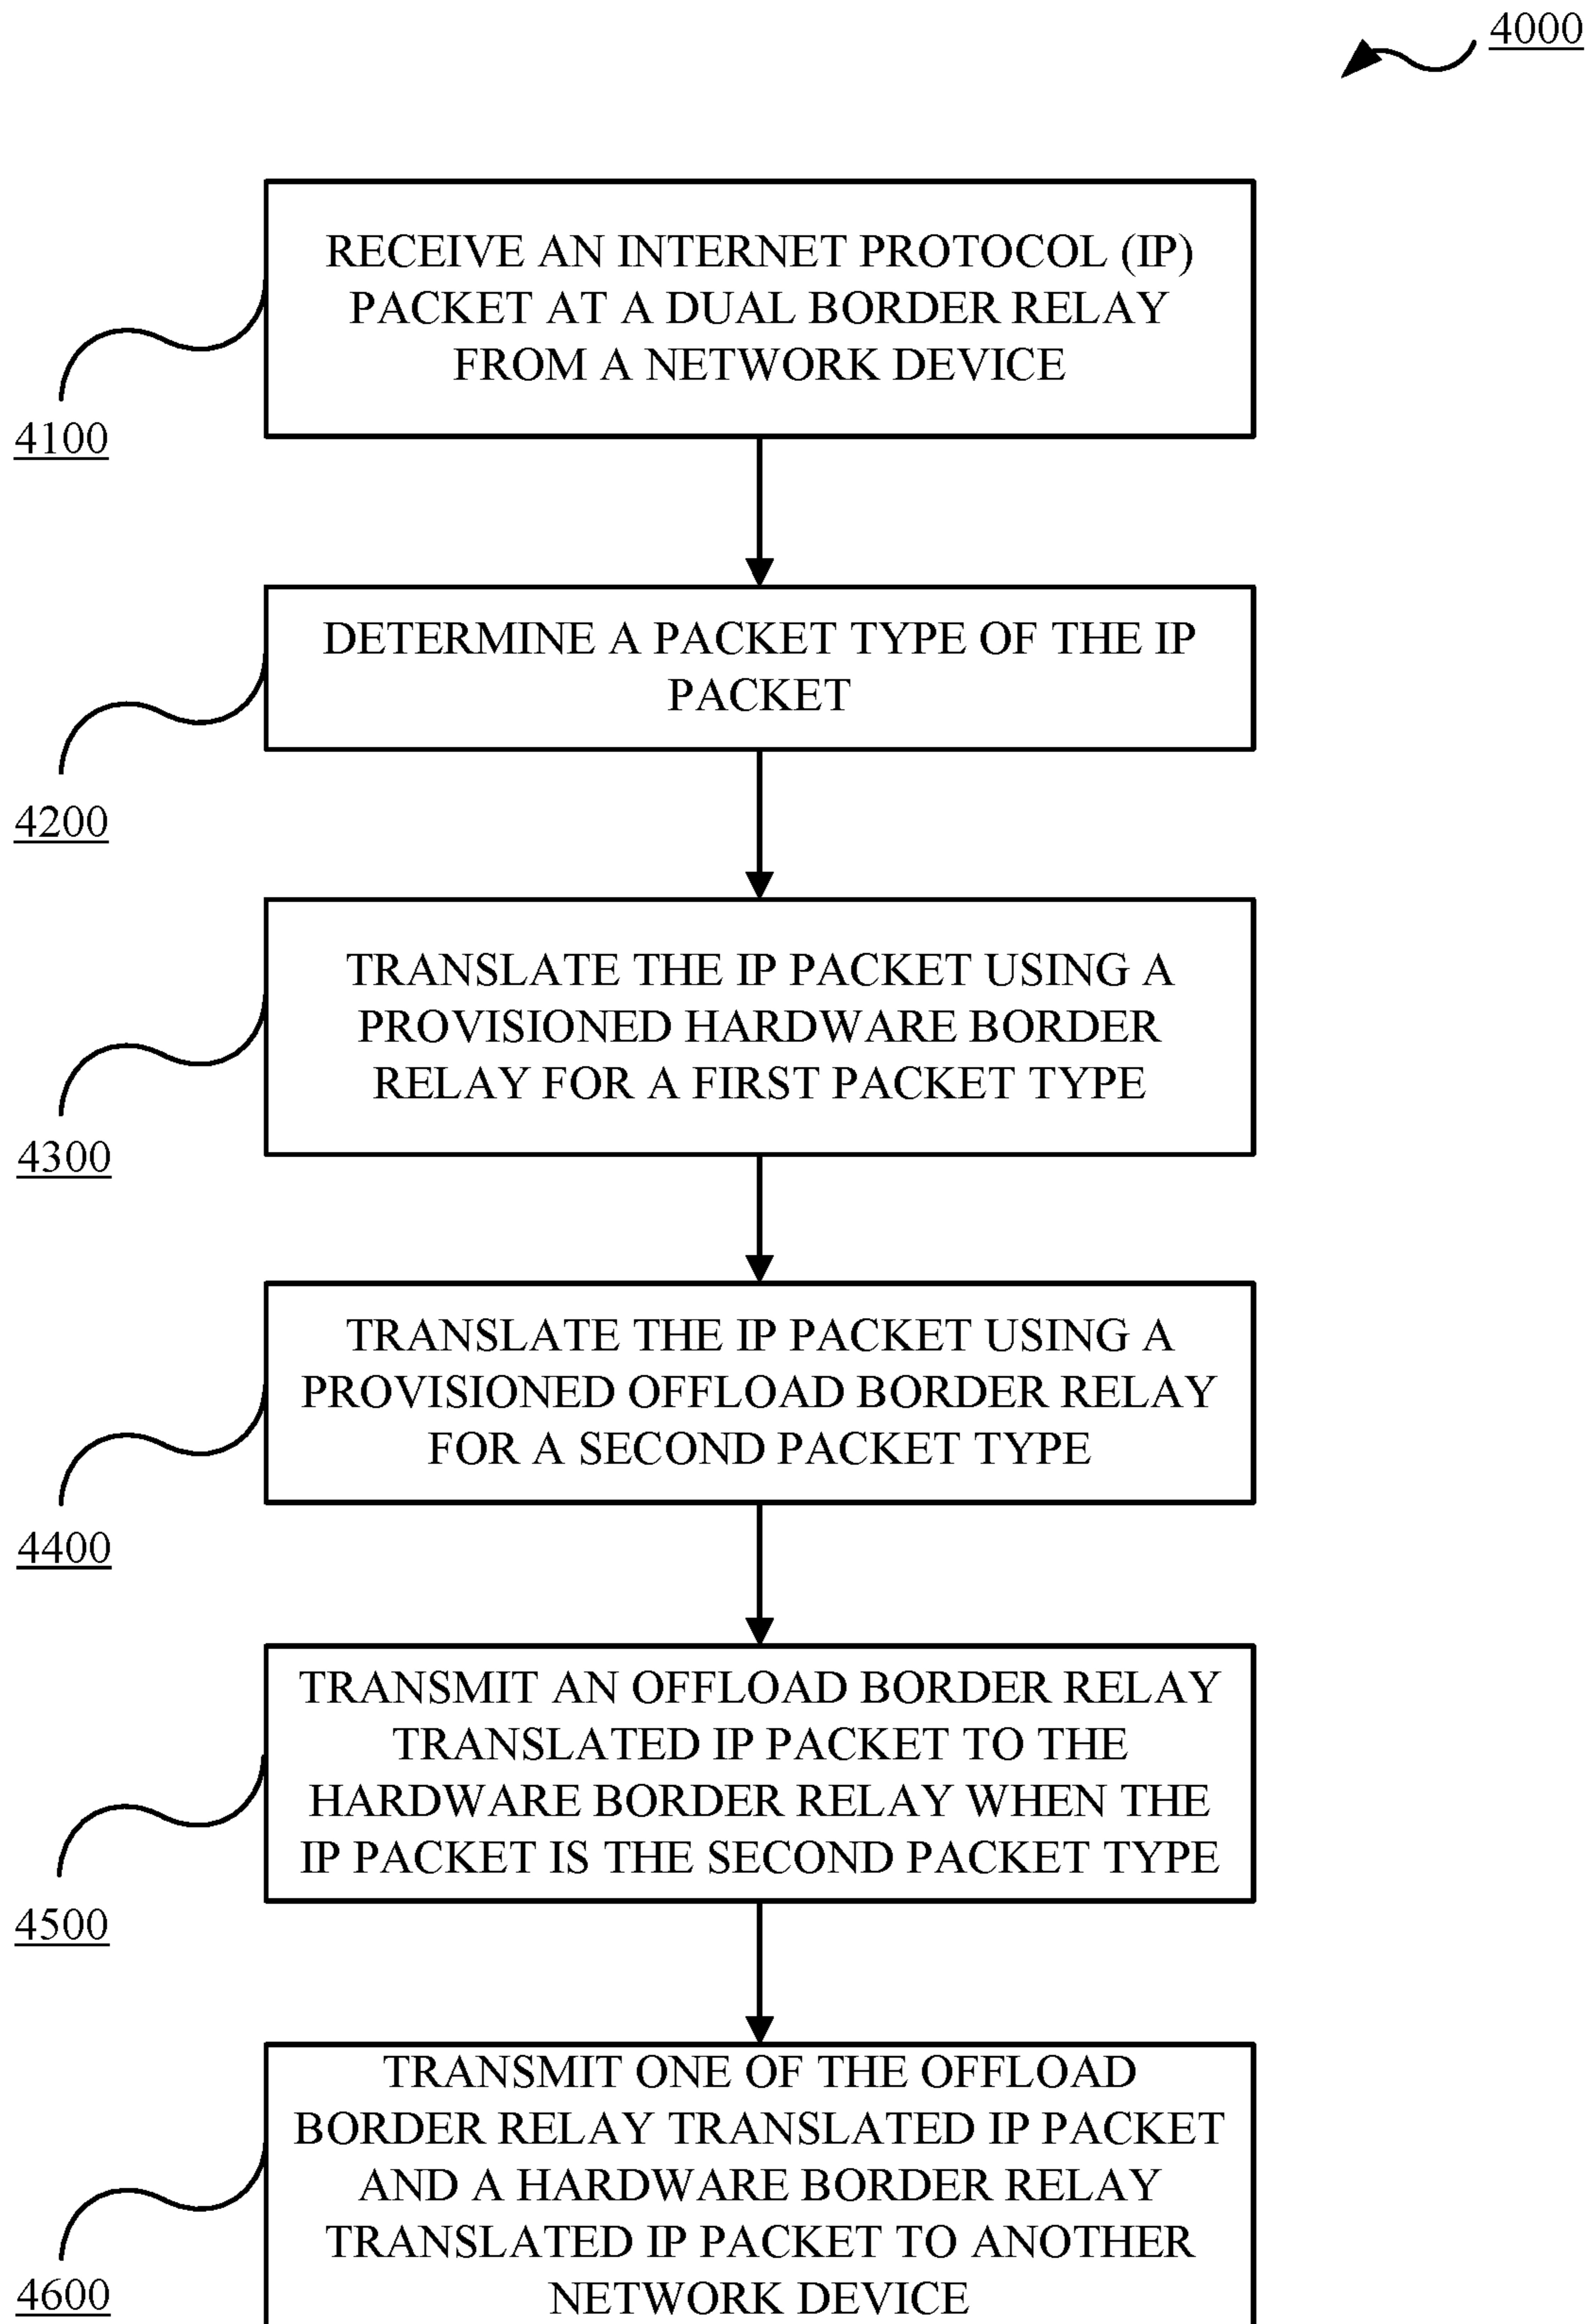 4000
RECEIVE AN INTERNET PROTOCOL (IP)
PACKET AT A DUAL BORDER RELAY
FROM A NETWORK DEVICE
4100
DETERMINE A PACKET TYPE OF THE IP
PACKET
4200
TRANSLATE THE IP PACKET USING A
PROVISIONED HARDWARE BORDER
RELAY FOR A FIRST PACKET TYPE
4300
TRANSLATE THE IP PACKET USING A
PROVISIONED OFFLOAD BORDER RELAY
FOR A SECOND PACKET TYPE
4400
TRANSMIT AN OFFLOAD BORDER RELAY
TRANSLATED IP PACKET TO THE
HARDWARE BORDER RELAY WHEN THE
IP PACKET IS THE SECOND PACKET TYPE
4500
TRANSMIT ONE OF THE OFFLOAD
BORDER RELAY TRANSLATED IP PACKET
AND A HARDWARE BORDER RELAY
TRANSLATED IP PACKET TO ANOTHER
NETWORK DEVICE
4600